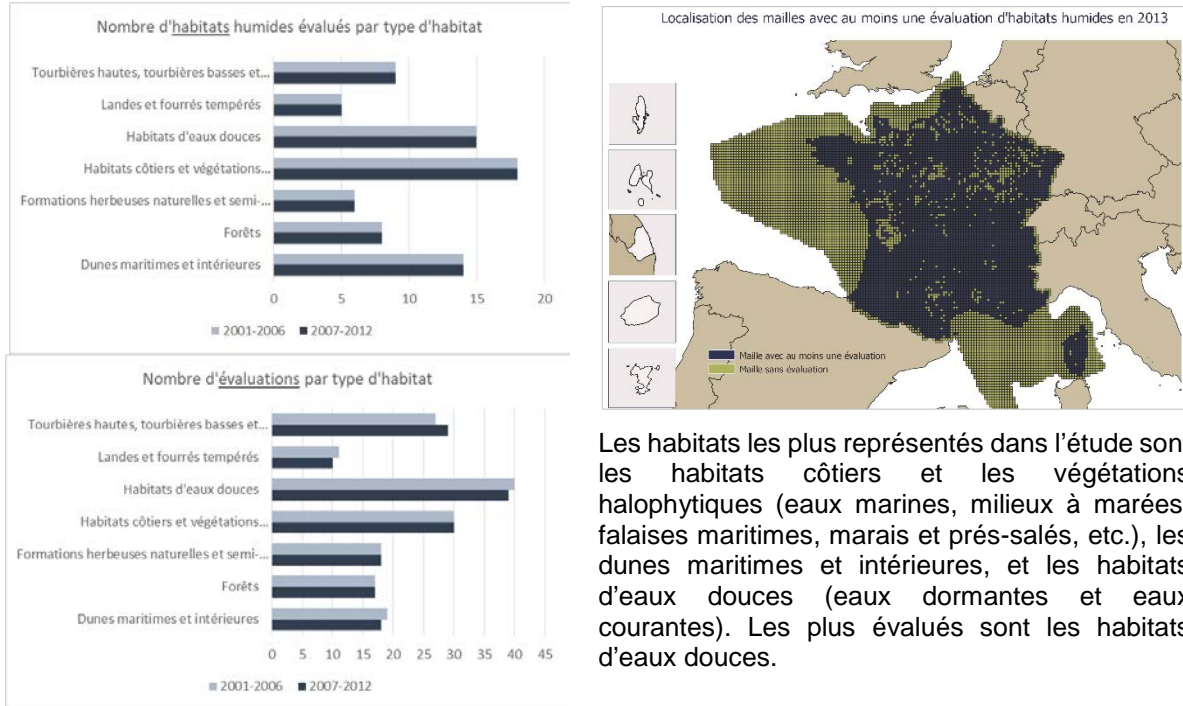 Nombre d'habitats humides évalués par type d'habitat
Tourbières hautes, tourbières basses et...
Landes et fourrés tempérés
Habitats d'eaux douces
Habitats côtiers et végétations...
Formations herbeuses naturelles et semi-...
Forêts
Dunes maritimes et intérieures
0 5 10 15 20
2001-2006 2007-2012
Nombre d'évaluations par type d'habitat
Tourbières hautes, tourbières basses et...
Landes et fourrés tempérés
Habitats d'eaux douces
Habitats côtiers et végétations...
Formations herbeuses naturelles et semi-...
Forêts
Dunes maritimes et intérieures
0 5 10 15 20 25 30 35 40 45
2001-2006 2007-2012
Localisation des mailles avec au moins une évaluation d'habitats humides en 2013
Maille avec au moins une évaluation
Maille sans évaluation
Les habitats les plus représentés dans l'étude son
les habitats côtiers et les végétations
halophytiques (eaux marines, milieux à marées
falaises maritimes, marais et prés-salés, etc.), les
dunes maritimes et intérieures, et les habitats
d'eaux douces (eaux dormantes et eaux
courantes). Les plus évalués sont les habitats
d'eaux douces.